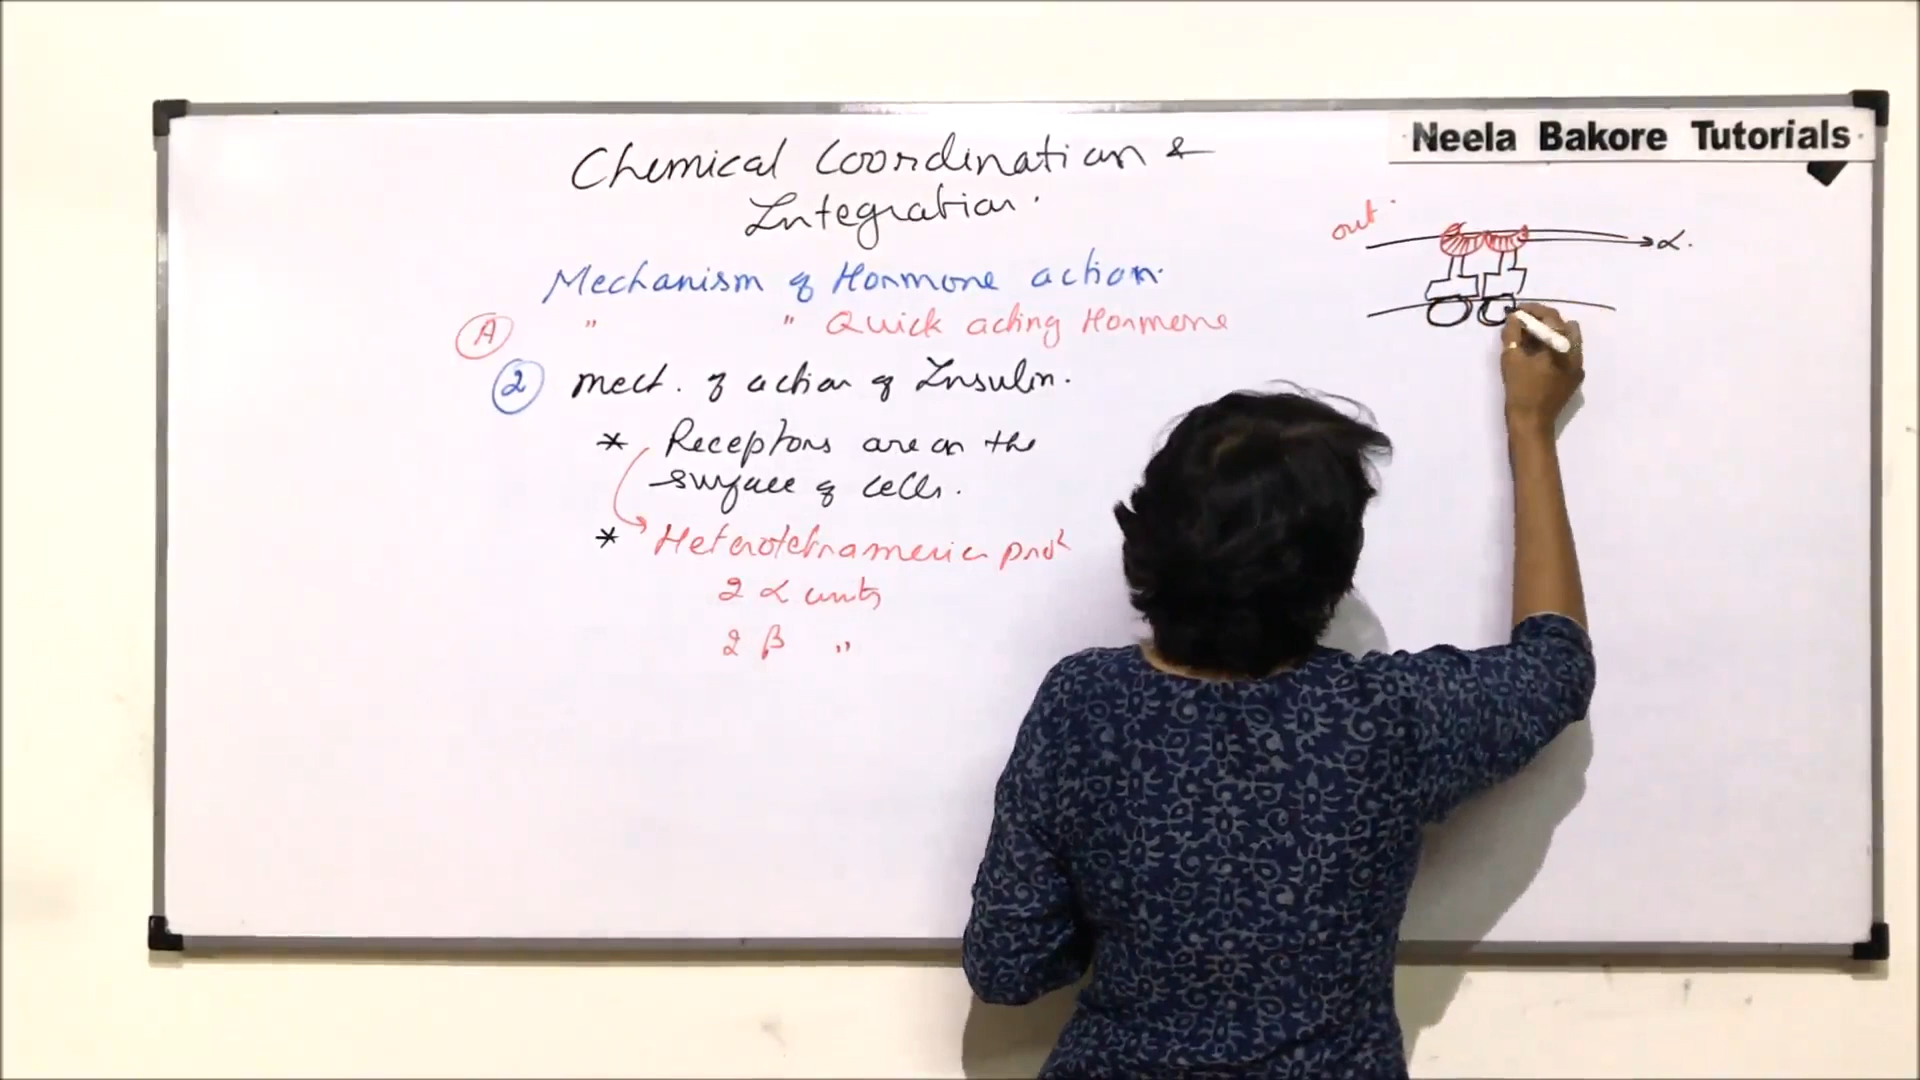 Neela Bakore Tutorials
Chemical Coordination &
Integration.
Mechanism of Hormone action.
A " " Quick acting Hormone
2 mech. of action of Insulin.
* Receptors are on the
surface of cells.
* Heterotetrameric prot
2 α units
2 β "
out.
α.